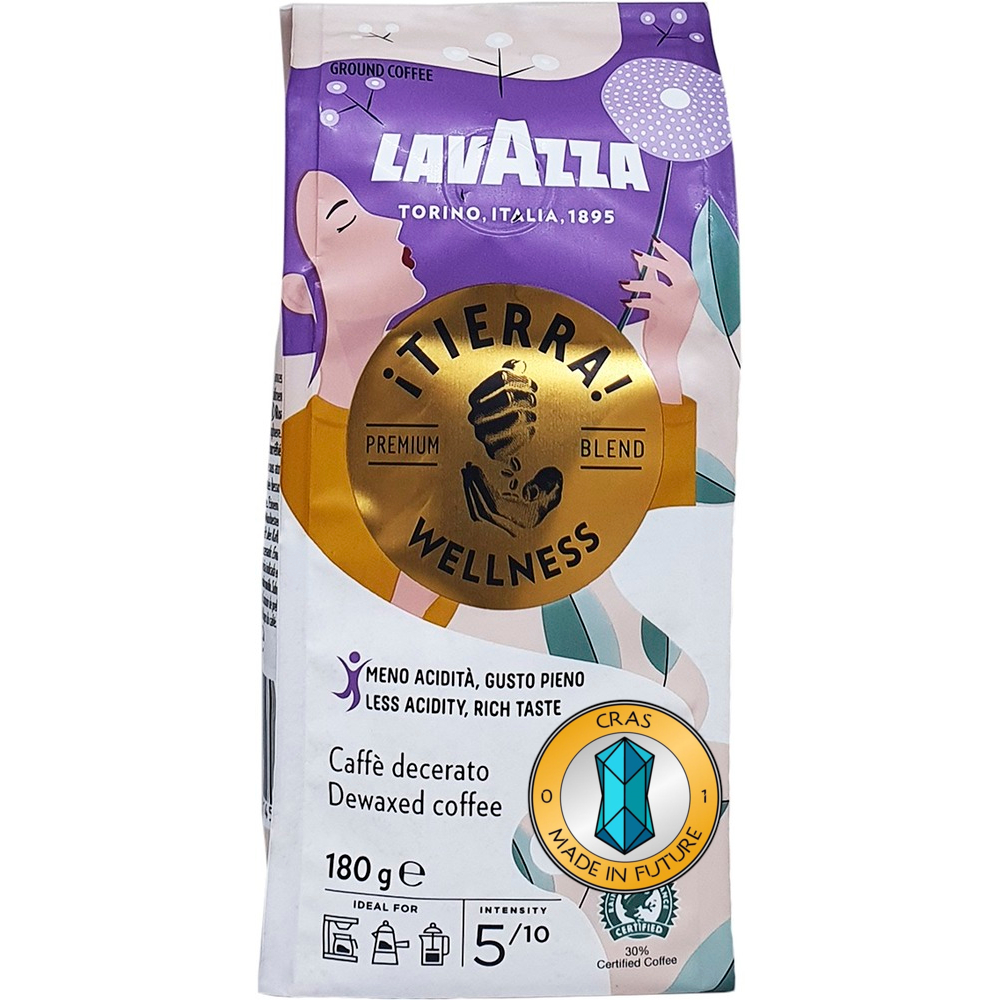 GROUND COFFEE
LAVAZZA
TORINO, ITALIA, 1895
¡TIERRA!
PREMIUM
BLEND
WELLNESS
MENO ACIDITÀ, GUSTO PIENO
LESS ACIDITY, RICH TASTE
CRAS
0 1
MADE IN FUTURE
Caffè decerato
Dewaxed coffee
180 g ℮
IDEAL FOR
INTENSITY
5/10
CERTIFIED
30%
Certified Coffee